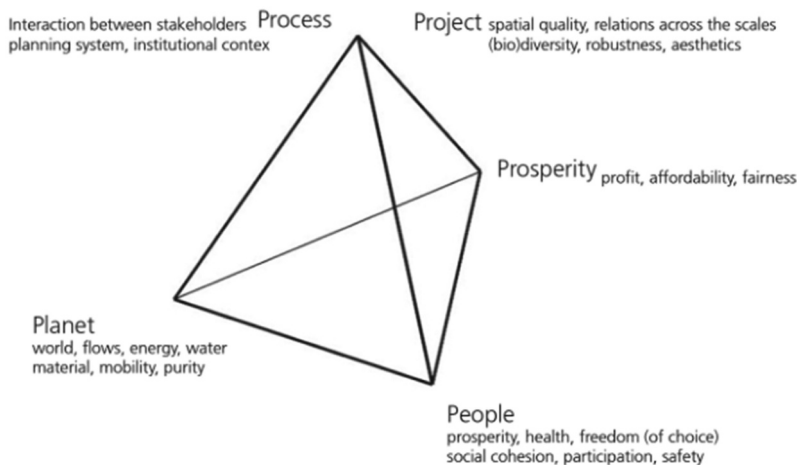 Interaction between stakeholders Process
planning system, institutional contex
Project spatial quality, relations across the scales
(bio)diversity, robustness, aesthetics
Prosperity profit, affordability, fairness
Planet
world, flows, energy, water
material, mobility, purity
People
prosperity, health, freedom (of choice)
social cohesion, participation, safety